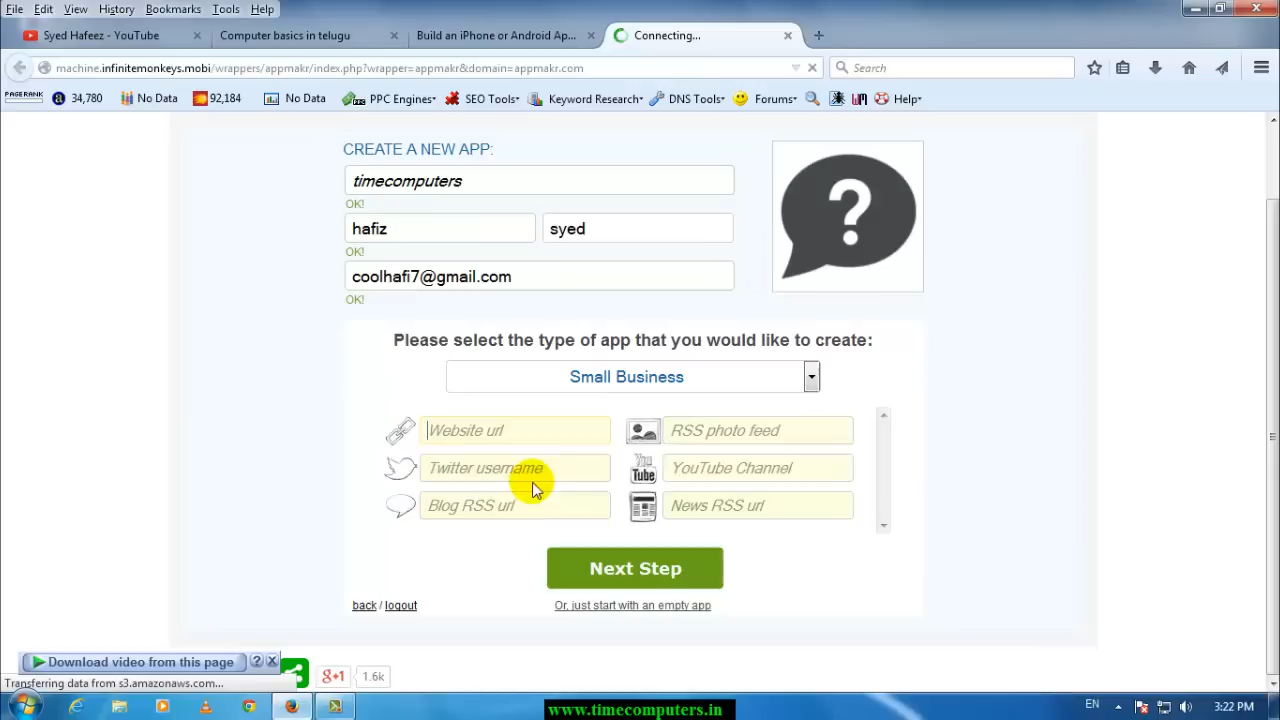 File Edit View History Bookmarks Tools Help
Syed Hafeez - YouTube × Computer basics in telugu × Build an iPhone or Android Ap... × Connecting... × +
machine.infinitemonkeys.mobi/wrappers/appmakr/index.php?wrapper=appmakr&domain=appmakr.com Search
PAGERANK 34,780 No Data 92,184 No Data PPC Engines SEO Tools Keyword Research DNS Tools Forums Help
CREATE A NEW APP:
timecomputers
OK!
hafiz syed
OK!
coolhafi7@gmail.com
OK!
Please select the type of app that you would like to create:
Small Business
Website url RSS photo feed
Twitter username You Tube YouTube Channel
Blog RSS url News RSS url
Next Step
back / logout Or, just start with an empty app
Download video from this page ? ×
g+1 1.6k
Transferring data from s3.amazonaws.com...
www.timecomputers.in
EN 3:22 PM